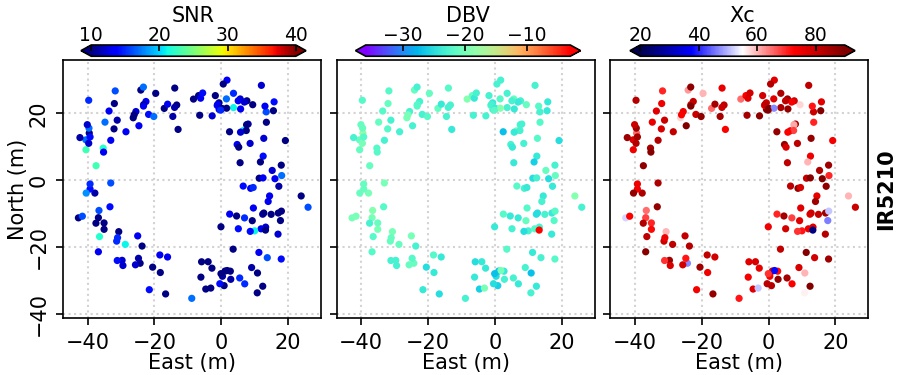 SNR DBV Xc
10 20 30 40 −30 −20 −10 20 40 60 80
20
0
−20
−40
North (m)
−40 −20 0 20 −40 −20 0 20 −40 −20 0 20
East (m) East (m) East (m)
IR5210